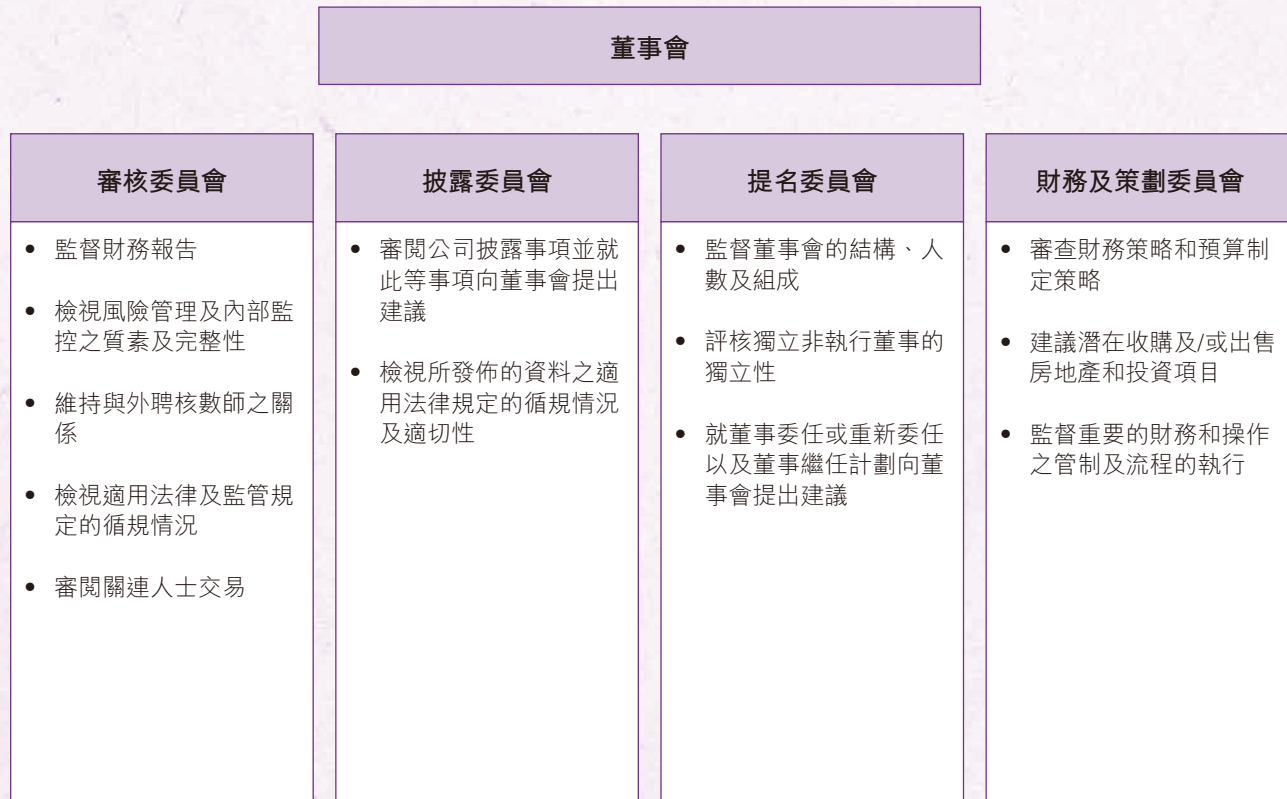 董事會
審核委員會
• 監督財務報告
• 檢視風險管理及內部監
控之質素及完整性
• 維持與外聘核數師之關
係
• 檢視適用法律及監管規
定的循規情況
• 審閱關連人士交易
披露委員會
• 審閱公司披露事項並就
此等事項向董事會提出
建議
• 檢視所發佈的資料之適
用法律規定的循規情況
及適切性
提名委員會
• 監督董事會的結構、人
數及組成
• 評核獨立非執行董事的
獨立性
• 就董事委任或重新委任
以及董事繼任計劃向董
事會提出建議
財務及策劃委員會
• 審查財務策略和預算制
定策略
• 建議潛在收購及/或出售
房地產和投資項目
• 監督重要的財務和操作
之管制及流程的執行